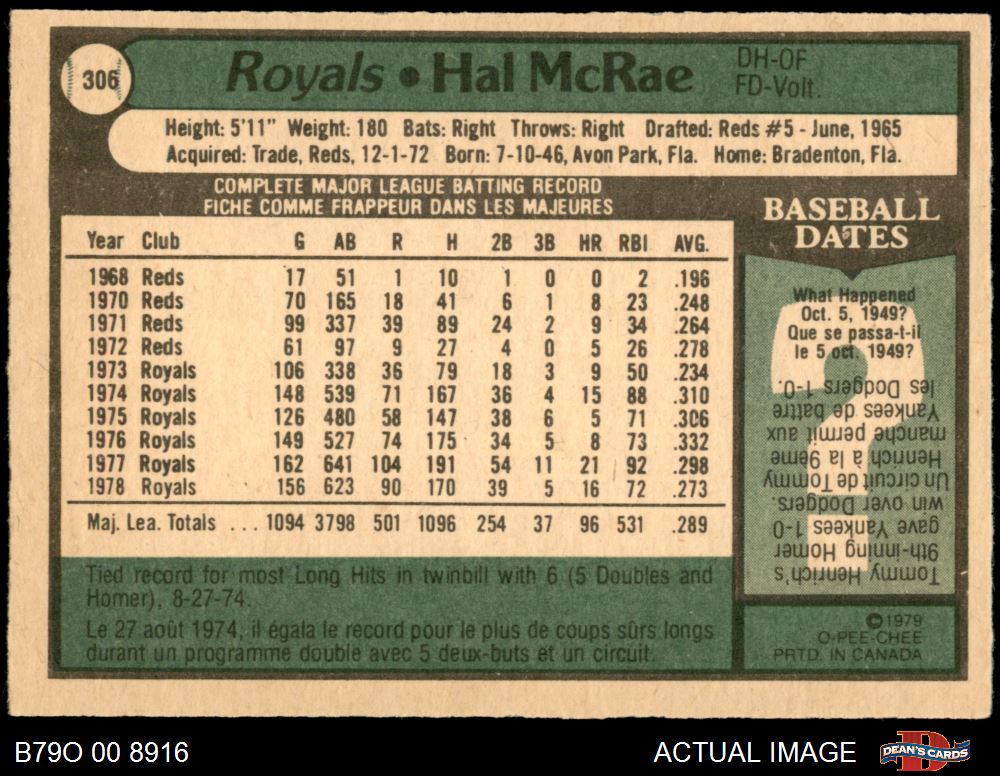 306
Royals • Hal McRae
DH-OF
FD-Volt.
Height: 5'11" Weight: 180 Bats: Right Throws: Right Drafted: Reds #5 - June, 1965
Acquired: Trade, Reds, 12-1-72 Born: 7-10-46, Avon Park, Fla. Home: Bradenton, Fla.
COMPLETE MAJOR LEAGUE BATTING RECORD
FICHE COMME FRAPPEUR DANS LES MAJEURES
Year Club G AB R H 2B 3B HR RBI AVG.
1968 Reds 17 51 1 10 1 0 0 2 .196
1970 Reds 70 165 18 41 6 1 8 23 .248
1971 Reds 99 337 39 89 24 2 9 34 .264
1972 Reds 61 97 9 27 4 0 5 26 .278
1973 Royals 106 338 36 79 18 3 9 50 .234
1974 Royals 148 539 71 167 36 4 15 88 .310
1975 Royals 126 480 58 147 38 6 5 71 .306
1976 Royals 149 527 74 175 34 5 8 73 .332
1977 Royals 162 641 104 191 54 11 21 92 .298
1978 Royals 156 623 90 170 39 5 16 72 .273
Maj. Lea. Totals ... 1094 3798 501 1096 254 37 96 531 .289
Tied record for most Long Hits in twinbill with 6 (5 Doubles and
Homer), 8-27-74.
Le 27 août 1974, il égala le record pour le plus de coups sûrs longs
durant un programme double avec 5 deux-buts et un circuit.
BASEBALL
DATES
What Happened
Oct. 5, 1949?
Que se passa-t-il
le 5 oct. 1949?
Tommy Henrich's
9th-inning Homer
gave Yankees 1-0
win over Dodgers.
Un circuit de Tommy
Henrich à la 9ème
manche permit aux
Yankees de battre
les Dodgers 1-0.
© 1979
O-PEE-CHEE
PRTD. IN CANADA
B79O 00 8916
ACTUAL IMAGE
DEAN'S CARDS